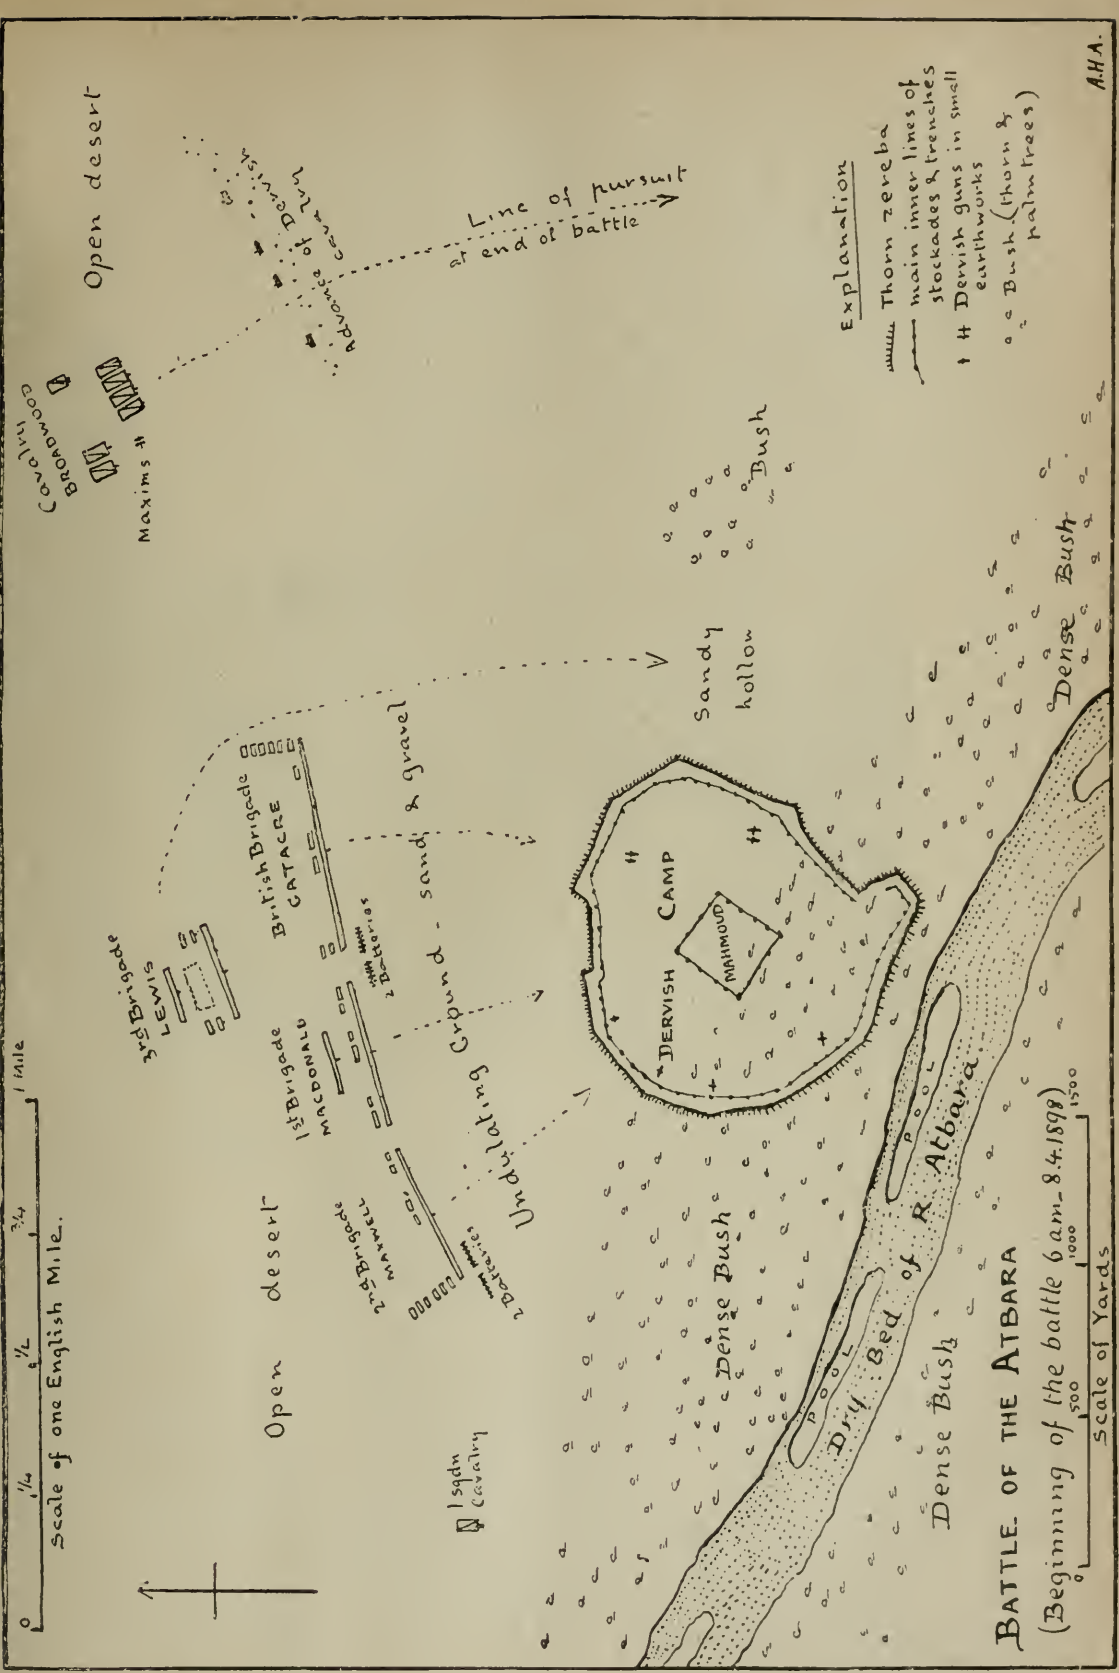 0 1/4 1/2 3/4 1 Mile
Scale of one English Mile.
Open desert
1 sqdn
Cavalry
2nd Brigade
MAXWELL
2 Batteries
1st Brigade
MACDONALD
3rd Brigade
LEWIS
2 Batteries
British Brigade
GATACRE
Undulating Ground - sand & gravel
Cavalry
BROADWOOD
Maxims
Open desert
Advance of Dervish
cavalry
Line of pursuit
at end of battle
Dense Bush
DERVISH CAMP
MAHMOUD
Sandy
hollow
Bush
Dense Bush
POOL
POOL
Dry Bed of R. Atbara
Dense Bush
Explanation
Thorn zereba
main inner lines of
stockades & trenches
Dervish guns in small
earthworks
Bush (thorn &
palm trees)
BATTLE OF THE ATBARA
(Beginning of the battle 6 am - 8.4.1898)
0 500 1000 1500
Scale of Yards
A.H.A.